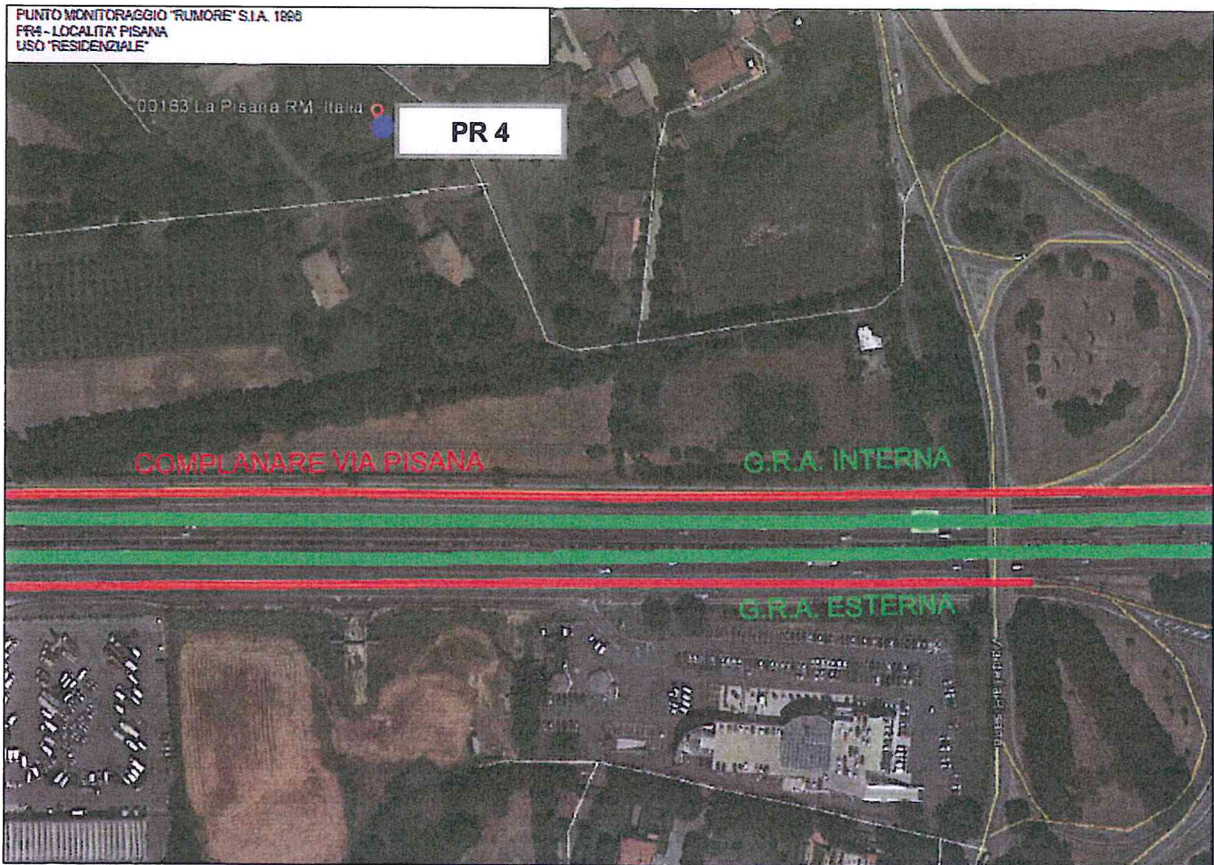 PUNTO MONITORAGGIO "RUMORE" S.I.A. 1996
PR4 - LOCALITA' PISANA
USO "RESIDENZIALE"
00163 La Pisana RM, Italia
PR 4
COMPLANARE VIA PISANA
G.R.A. INTERNA
G.R.A. ESTERNA